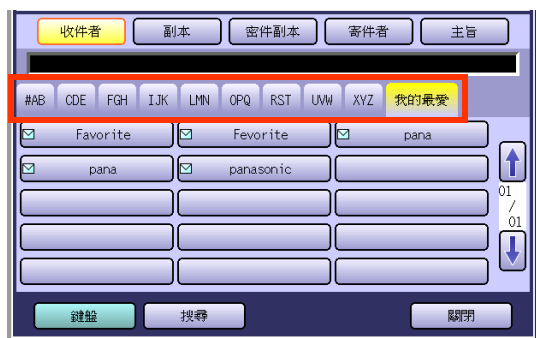 收件者 副本 密件副本 寄件者 主旨
#AB CDE FGH IJK LMN OPQ RST UVW XYZ 我的最愛
Favorite Fevorite pana
pana panasonic
01
/
01
鍵盤 搜尋 關閉